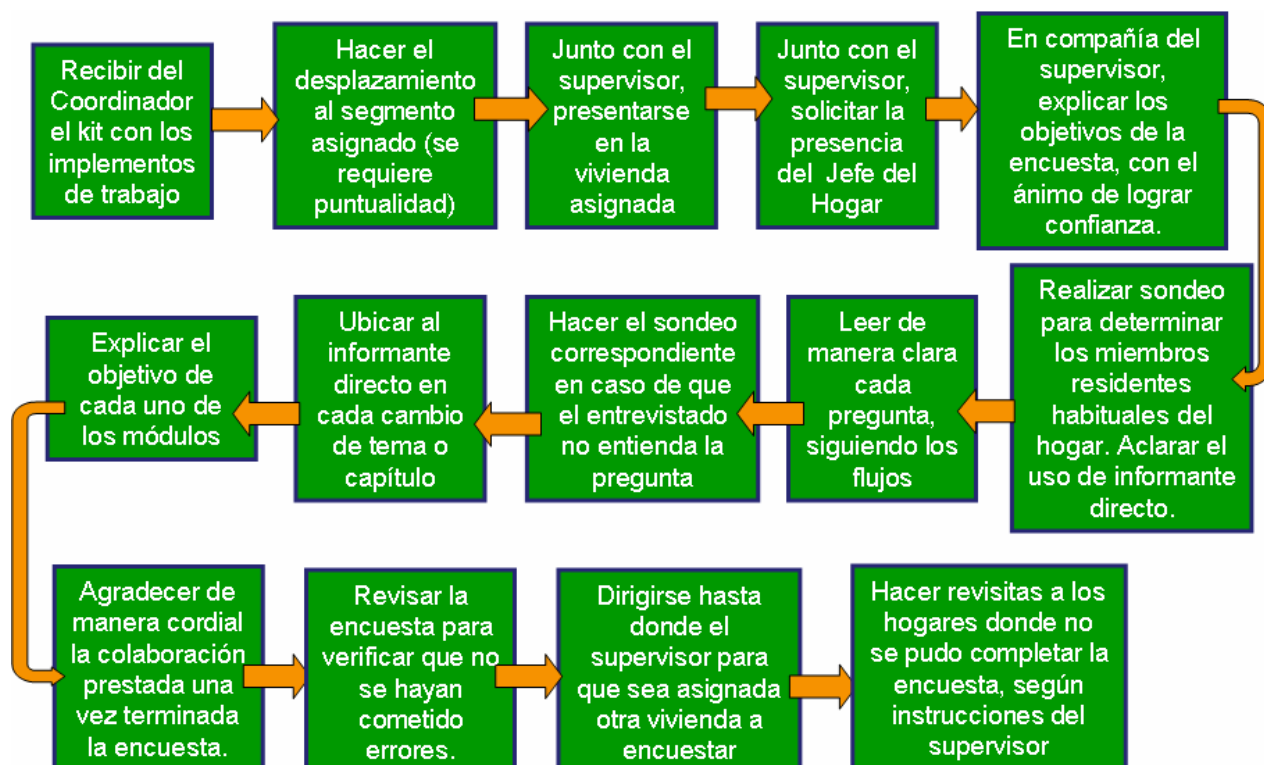 Recibir del
Coordinador
el kit con los
implementos
de trabajo
Hacer el
desplazamiento
al segmento
asignado (se
requiere
puntualidad)
Junto con el
supervisor,
presentarse
en la
vivienda
asignada
Junto con el
supervisor,
solicitar la
presencia
del Jefe del
Hogar
En compañía del
supervisor,
explicar los
objetivos de la
encuesta, con el
ánimo de lograr
confianza.
Realizar sondeo
para determinar
los miembros
residentes
habituales del
hogar. Aclarar el
uso de informante
directo.
Leer de
manera clara
cada
pregunta,
siguiendo los
flujos
Hacer el sondeo
correspondiente
en caso de que
el entrevistado
no entienda la
pregunta
Ubicar al
informante
directo en
cada cambio
de tema o
capítulo
Explicar el
objetivo de
cada uno de
los módulos
Agradecer de
manera cordial
la colaboración
prestada una
vez terminada
la encuesta.
Revisar la
encuesta para
verificar que no
se hayan
cometido
errores.
Dirigirse hasta
donde el
supervisor para
que sea asignada
otra vivienda a
encuestar
Hacer revisitas a los
hogares donde no
se pudo completar la
encuesta, según
instrucciones del
supervisor